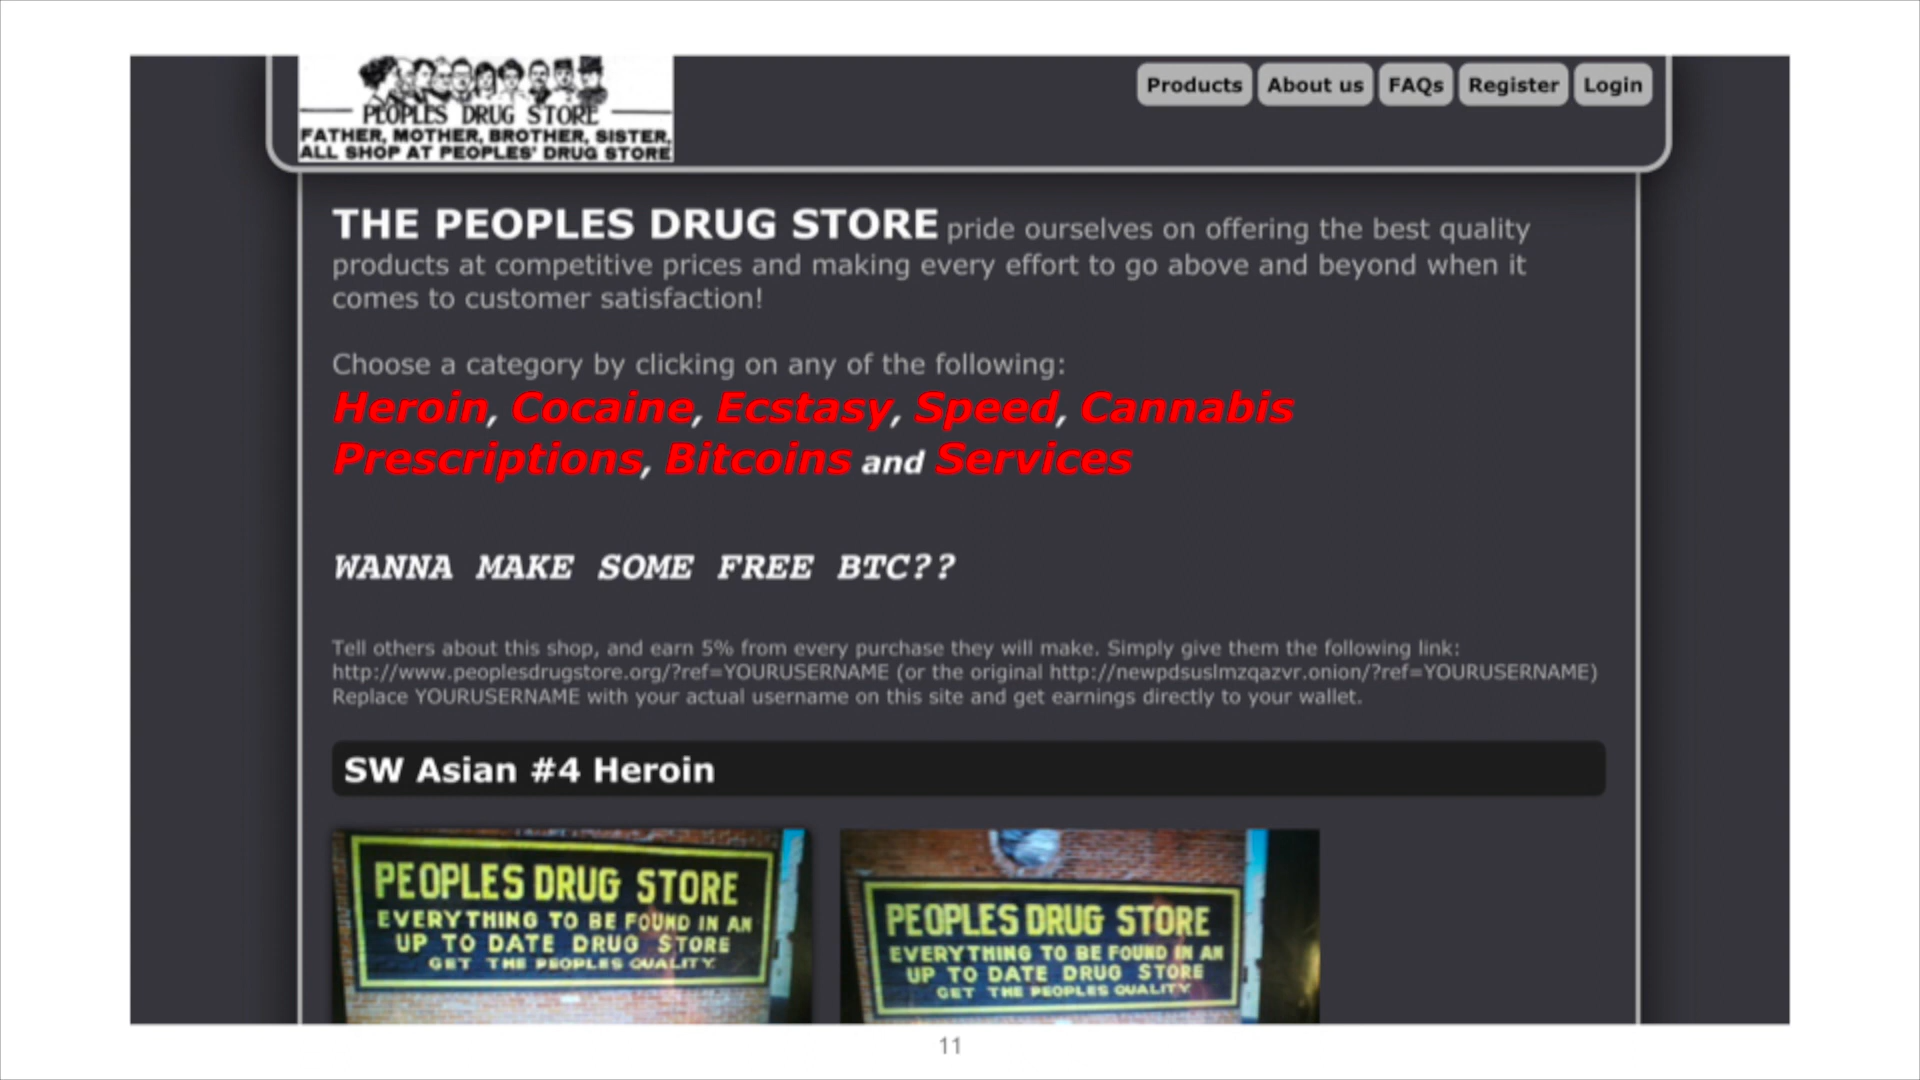 PEOPLES DRUG STORE
FATHER, MOTHER, BROTHER, SISTER,
ALL SHOP AT PEOPLES' DRUG STORE
Products
About us
FAQs
Register
Login
THE PEOPLES DRUG STORE pride ourselves on offering the best quality
products at competitive prices and making every effort to go above and beyond when it
comes to customer satisfaction!
Choose a category by clicking on any of the following:
Heroin, Cocaine, Ecstasy, Speed, Cannabis
Prescriptions, Bitcoins and Services
WANNA MAKE SOME FREE BTC??
Tell others about this shop, and earn 5% from every purchase they will make. Simply give them the following link:
http://www.peoplesdrugstore.org/?ref=YOURUSERNAME (or the original http://newpdsuslmzqazvr.onion/?ref=YOURUSERNAME)
Replace YOURUSERNAME with your actual username on this site and get earnings directly to your wallet.
SW Asian #4 Heroin
PEOPLES DRUG STORE
EVERYTHING TO BE FOUND IN AN
UP TO DATE DRUG STORE
GET THE PEOPLES QUALITY
PEOPLES DRUG STORE
EVERYTHING TO BE FOUND IN AN
UP TO DATE DRUG STORE
GET THE PEOPLES QUALITY
11